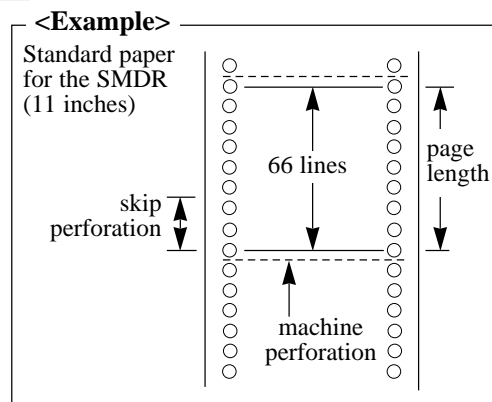 <Example>
Standard paper
for the SMDR
(11 inches)
66 lines
page
length
skip
perforation
machine
perforation